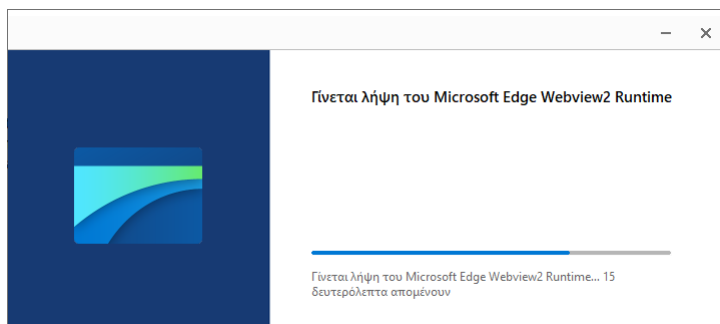 Γίνεται λήψη του Microsoft Edge Webview2 Runtime
Γίνεται λήψη του Microsoft Edge Webview2 Runtime... 15
δευτερόλεπτα απομένουν